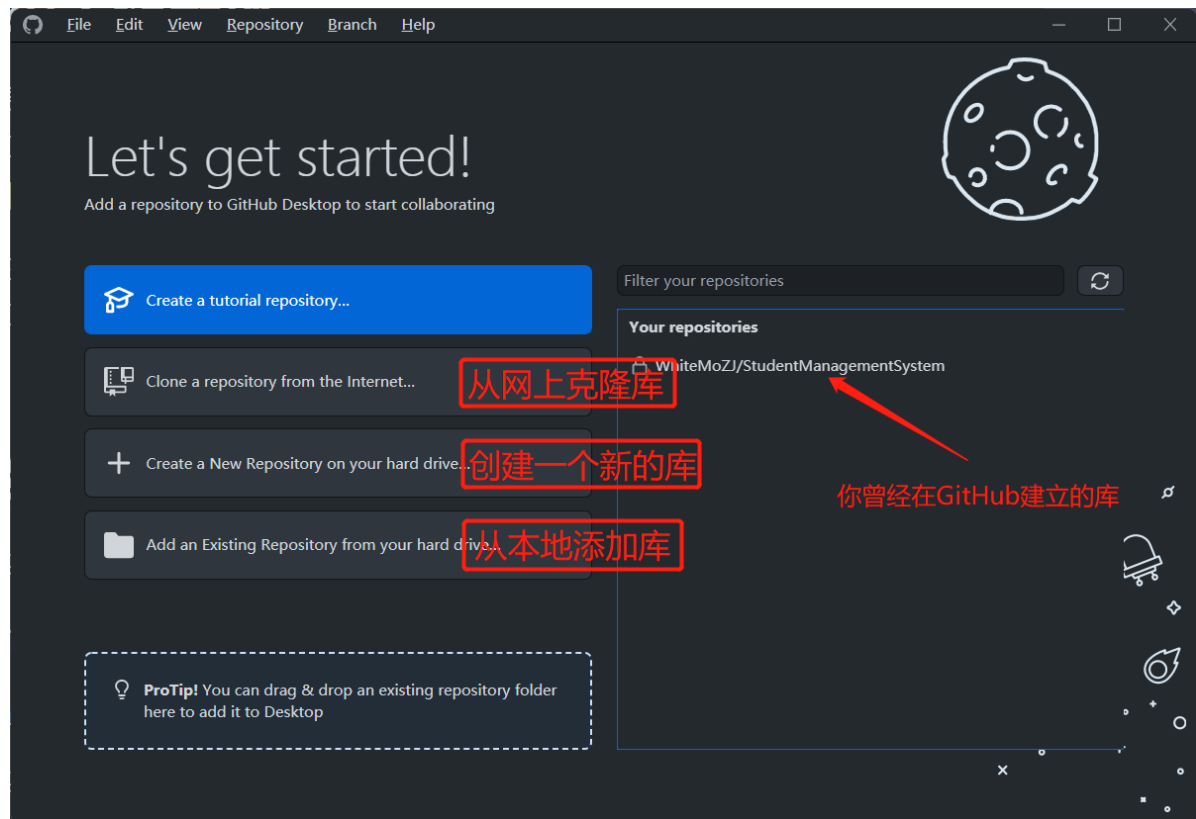 File Edit View Repository Branch Help
Let's get started!
Add a repository to GitHub Desktop to start collaborating
Create a tutorial repository...
Clone a repository from the Internet...
从网上克隆库
Create a New Repository on your hard drive...
创建一个新的库
Add an Existing Repository from your hard drive...
从本地添加库
ProTip! You can drag & drop an existing repository folder
here to add it to Desktop
Filter your repositories
Your repositories
WhiteMoZJ/StudentManagementSystem
你曾经在GitHub建立的库